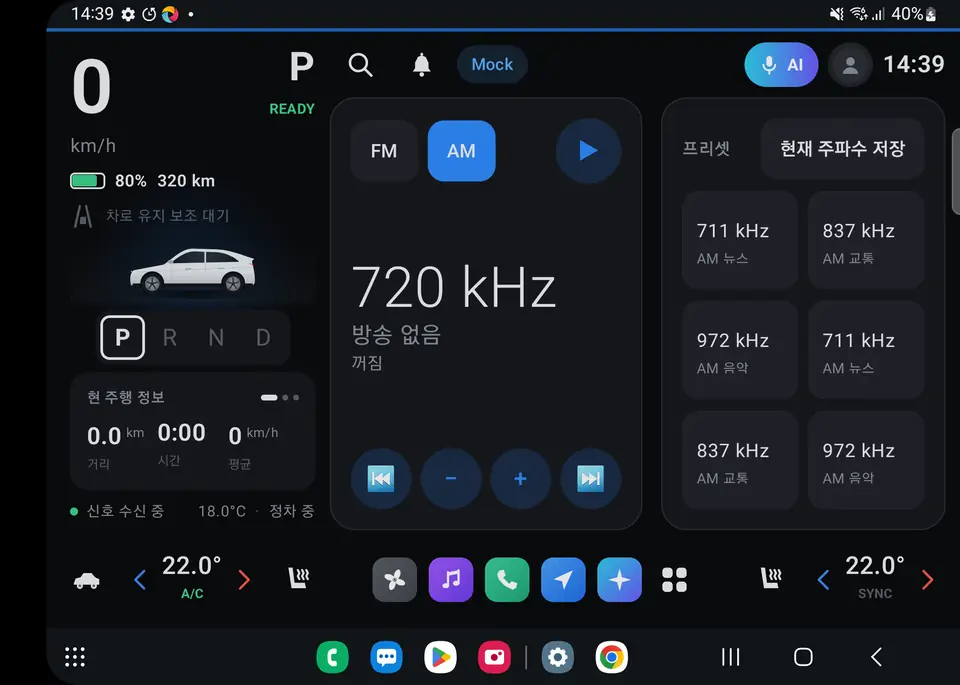 14:39
40%
0
P
READY
km/h
80% 320 km
차로 유지 보조 대기
P R N D
현 주행 정보
0.0 km 0:00 0 km/h
거리 시간 평균
신호 수신 중 18.0°C · 정차 중
Mock
AI
14:39
FM AM
720 kHz
방송 없음
꺼짐
프리셋
현재 주파수 저장
711 kHz
AM 뉴스
837 kHz
AM 교통
972 kHz
AM 음악
711 kHz
AM 뉴스
837 kHz
AM 교통
972 kHz
AM 음악
22.0°
A/C
22.0°
SYNC